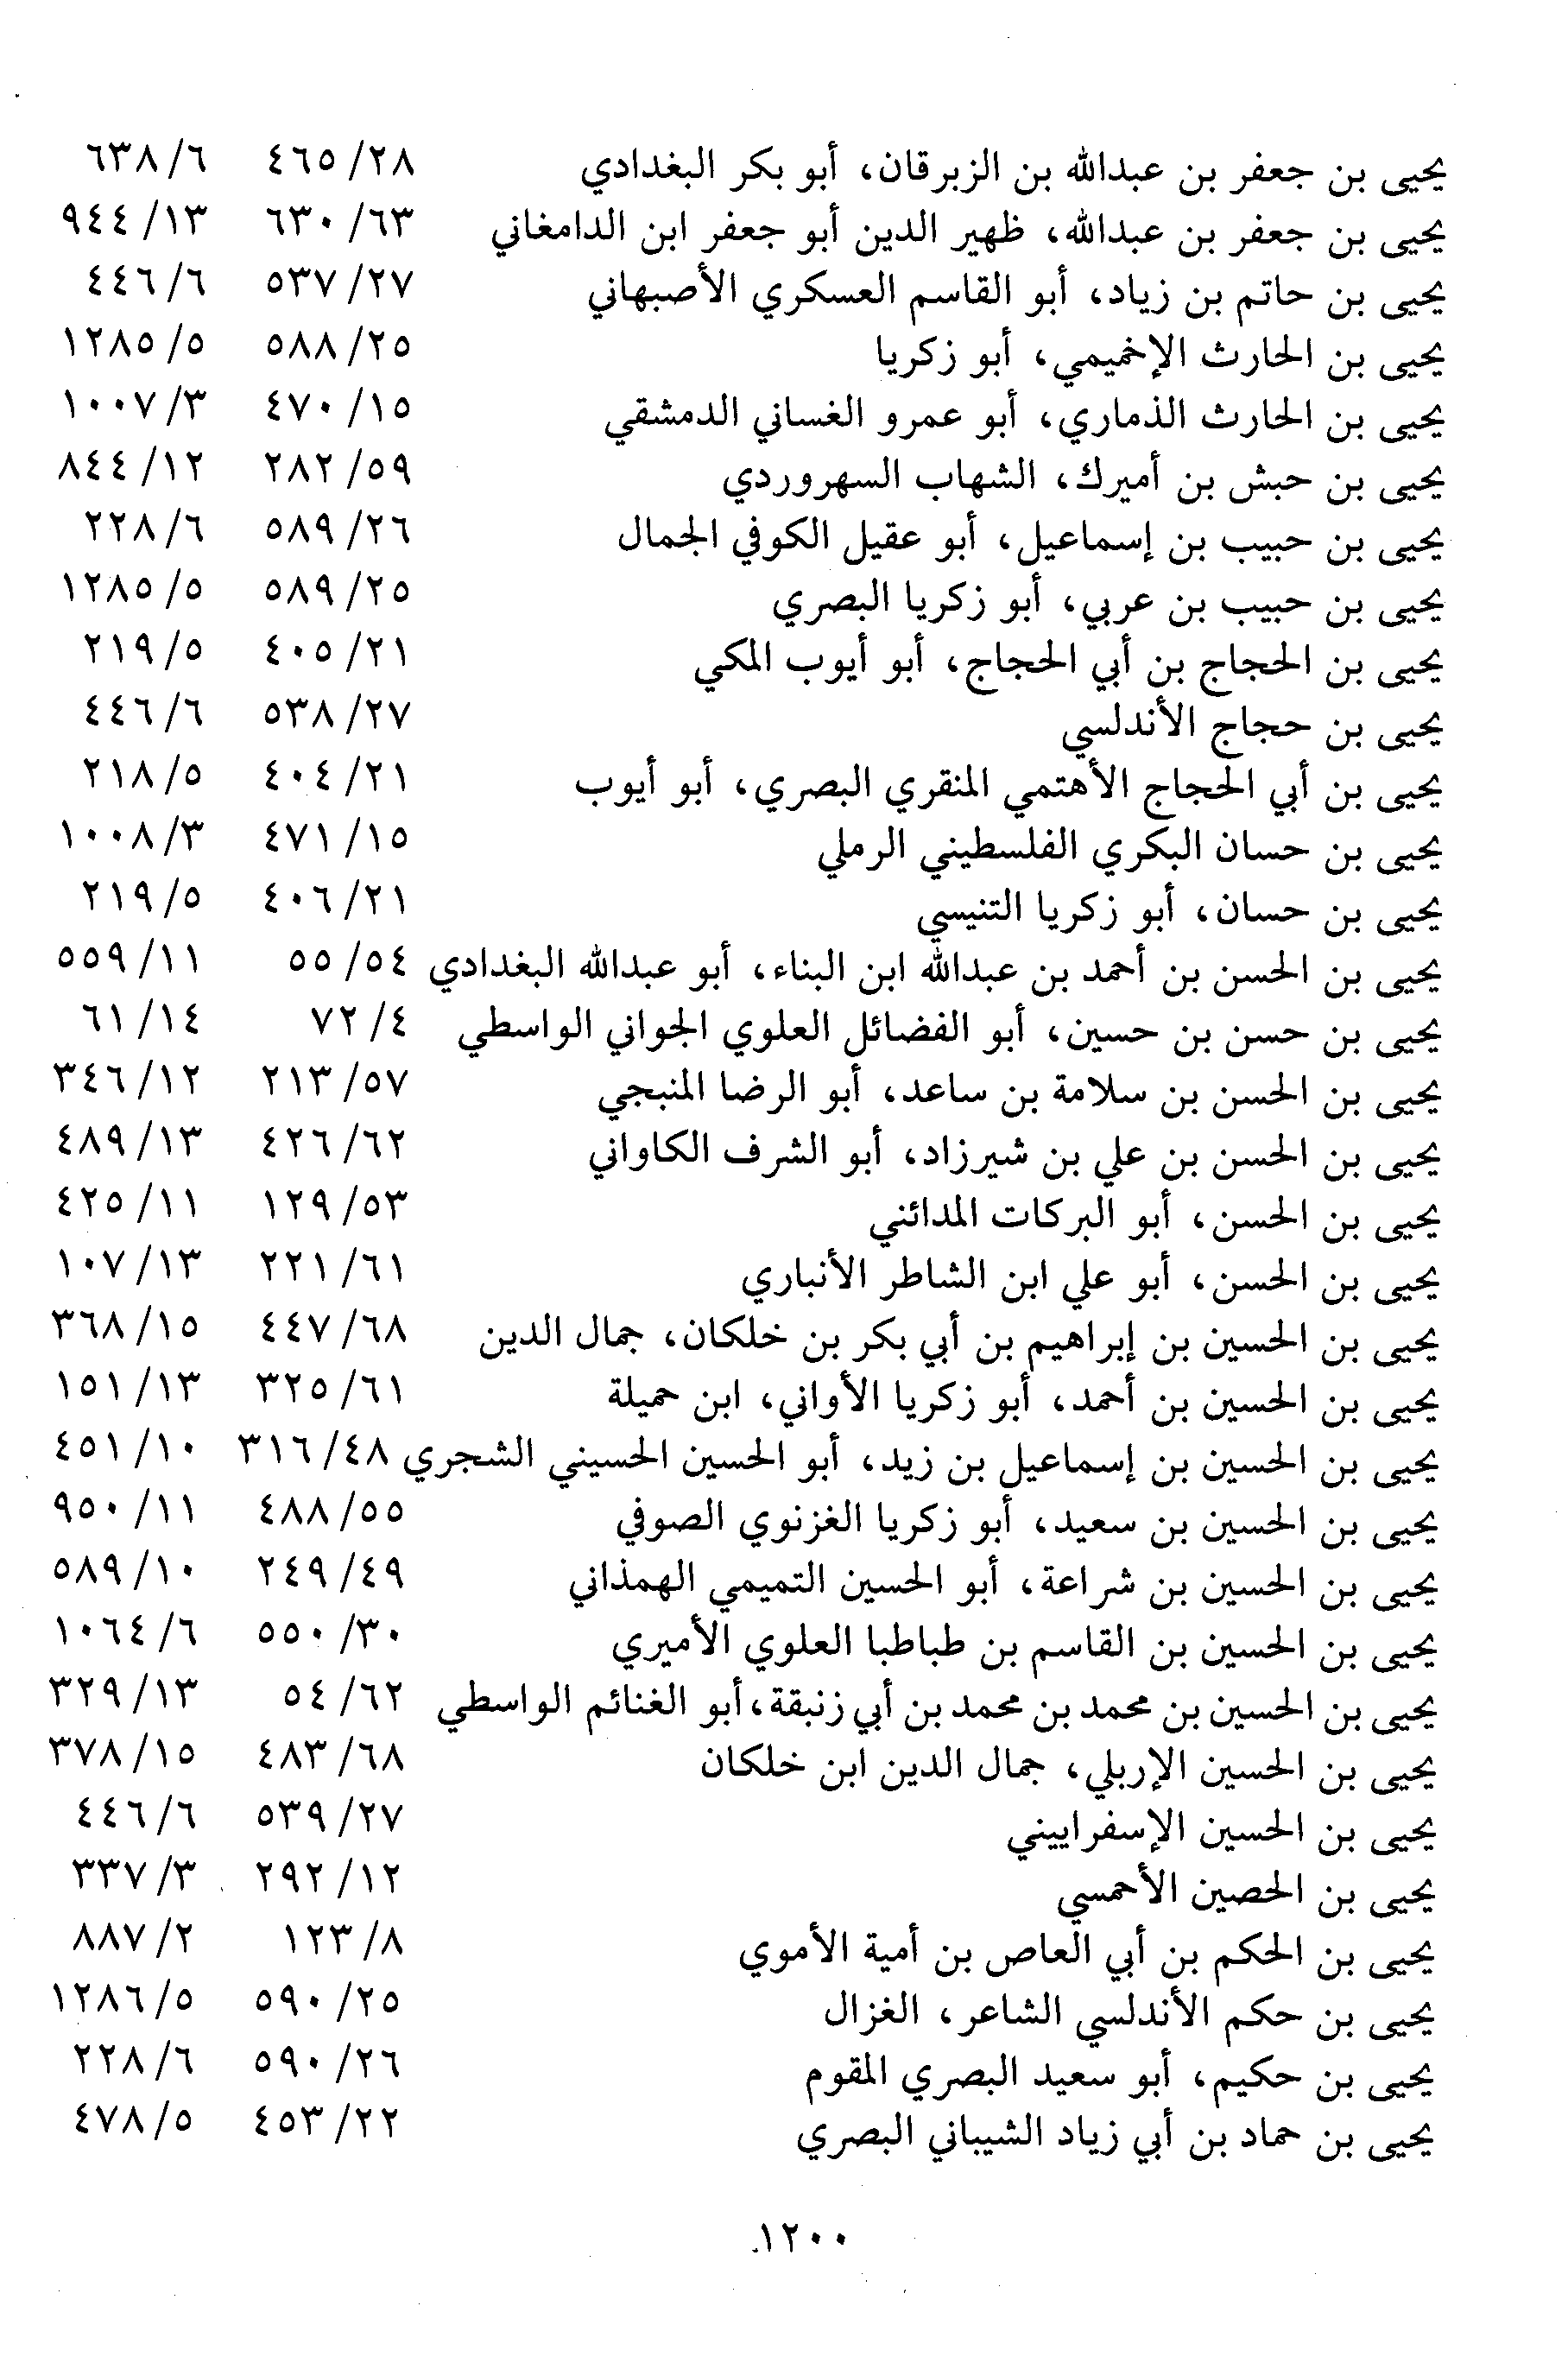 يحيى بن جعفر بن عبدالله بن الزبرقان، أبو بكر البغدادي ٢٨/ ٤٦٥ ٦/ ٦٣٨
يحيى بن جعفر بن عبدالله، ظهير الدين أبو جعفر ابن الدامغاني ٦٣/ ٦٣٠ ١٣/ ٩٤٤
يحيى بن حاتم بن زياد، أبو القاسم العسكري الأصبهاني ٢٧/ ٥٣٧ ٦/ ٤٤٦
يحيى بن الحارث الإخميمي، أبو زكريا ٢٥/ ٥٨٨ ٥/ ١٢٨٥
يحيى بن الحارث الذماري، أبو عمرو الغساني الدمشقي ١٥/ ٤٧٠ ٣/ ١٠٠٧
يحيى بن حبش بن أميرك، الشهاب السهروردي ٥٩/ ٢٨٢ ١٢/ ٨٤٤
يحيى بن حبيب بن إسماعيل، أبو عقيل الكوفي الجمال ٢٦/ ٥٨٩ ٦/ ٢٢٨
يحيى بن حبيب بن عربي، أبو زكريا البصري ٢٥/ ٥٨٩ ٥/ ١٢٨٥
يحيى بن الحجاج بن أبي الحجاج، أبو أيوب المكي ٢١/ ٤٠٥ ٥/ ٢١٩
يحيى بن حجاج الأندلسي ٢٧/ ٥٣٨ ٦/ ٤٤٦
يحيى بن أبي الحجاج الأهتمي المنقري البصري، أبو أيوب ٢١/ ٤٠٤ ٥/ ٢١٨
يحيى بن حسان البكري الفلسطيني الرملي ١٥/ ٤٧١ ٣/ ١٠٠٨
يحيى بن حسان، أبو زكريا التنيسي ٢١/ ٤٠٦ ٥/ ٢١٩
يحيى بن الحسن بن أحمد بن عبدالله ابن البناء، أبو عبدالله البغدادي ٥٤/ ٥٥ ١١/ ٥٥٩
يحيى بن حسن بن حسين، أبو الفضائل العلوي الجواني الواسطي ٤/ ٧٢ ١٤/ ٦١
يحيى بن الحسن بن سلامة بن ساعد، أبو الرضا المنبجي ٥٧/ ٢١٣ ١٢/ ٣٤٦
يحيى بن الحسن بن علي بن شيرزاد، أبو الشرف الكاواني ٦٢/ ٤٢٦ ١٣/ ٤٨٩
يحيى بن الحسن، أبو البركات المدائني ٥٣/ ١٢٩ ١١/ ٤٢٥
يحيى بن الحسن، أبو علي ابن الشاطر الأنباري ٦١/ ٢٢١ ١٣/ ١٠٧
يحيى بن الحسين بن إبراهيم بن أبي بكر بن خلكان، جمال الدين ٦٨/ ٤٤٧ ١٥/ ٣٦٨
يحيى بن الحسين بن أحمد، أبو زكريا الأواني، ابن حميلة ٦١/ ٣٢٥ ١٣/ ١٥١
يحيى بن الحسين بن إسماعيل بن زيد، أبو الحسين الحسيني الشجري ٤٨/ ٣١٦ ١٠/ ٤٥١
يحيى بن الحسين بن سعيد، أبو زكريا الغزنوي الصوفي ٥٥/ ٤٨٨ ١١/ ٩٥٠
يحيى بن الحسين بن شراعة، أبو الحسين التميمي الهمذاني ٤٩/ ٢٤٩ ١٠/ ٥٨٩
يحيى بن الحسين بن القاسم بن طباطبا العلوي الأميري ٣٠/ ٥٥٠ ٦/ ١٠٦٤
يحيى بن الحسين بن محمد بن محمد بن أبي زنبقة، أبو الغنائم الواسطي ٦٢/ ٥٤ ١٣/ ٣٢٩
يحيى بن الحسين الإربلي، جمال الدين ابن خلكان ٦٨/ ٤٨٣ ١٥/ ٣٧٨
يحيى بن الحسين الإسفراييني ٢٧/ ٥٣٩ ٦/ ٤٤٦
يحيى بن الحصين الأحمسي ١٢/ ٢٩٢ ٣/ ٣٣٧
يحيى بن الحكم بن أبي العاص بن أمية الأموي ٨/ ١٢٣ ٢/ ٨٨٧
يحيى بن حكم الأندلسي الشاعر، الغزال ٢٥/ ٥٩٠ ٥/ ١٢٨٦
يحيى بن حكيم، أبو سعيد البصري المقوم ٢٦/ ٥٩٠ ٦/ ٢٢٨
يحيى بن حماد بن أبي زياد الشيباني البصري ٢٢/ ٤٥٣ ٥/ ٤٧٨
١٢٠٠